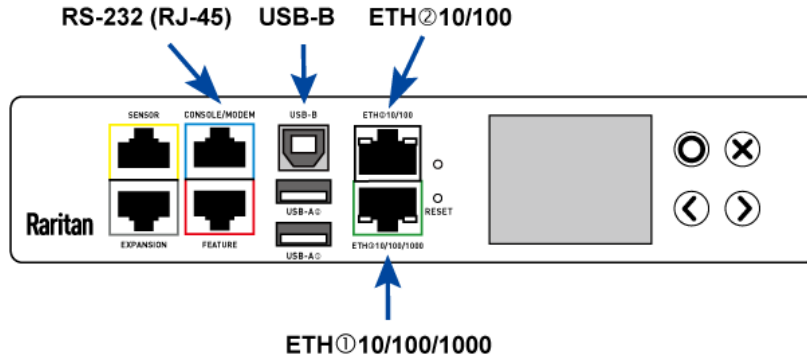 RS-232 (RJ-45) USB-B ETH②10/100
SENSOR CONSOLE/MODEM USB-B ETH②10/100
USB-A②
RESET
Raritan
EXPANSION FEATURE USB-A① ETH①10/100/1000
ETH①10/100/1000